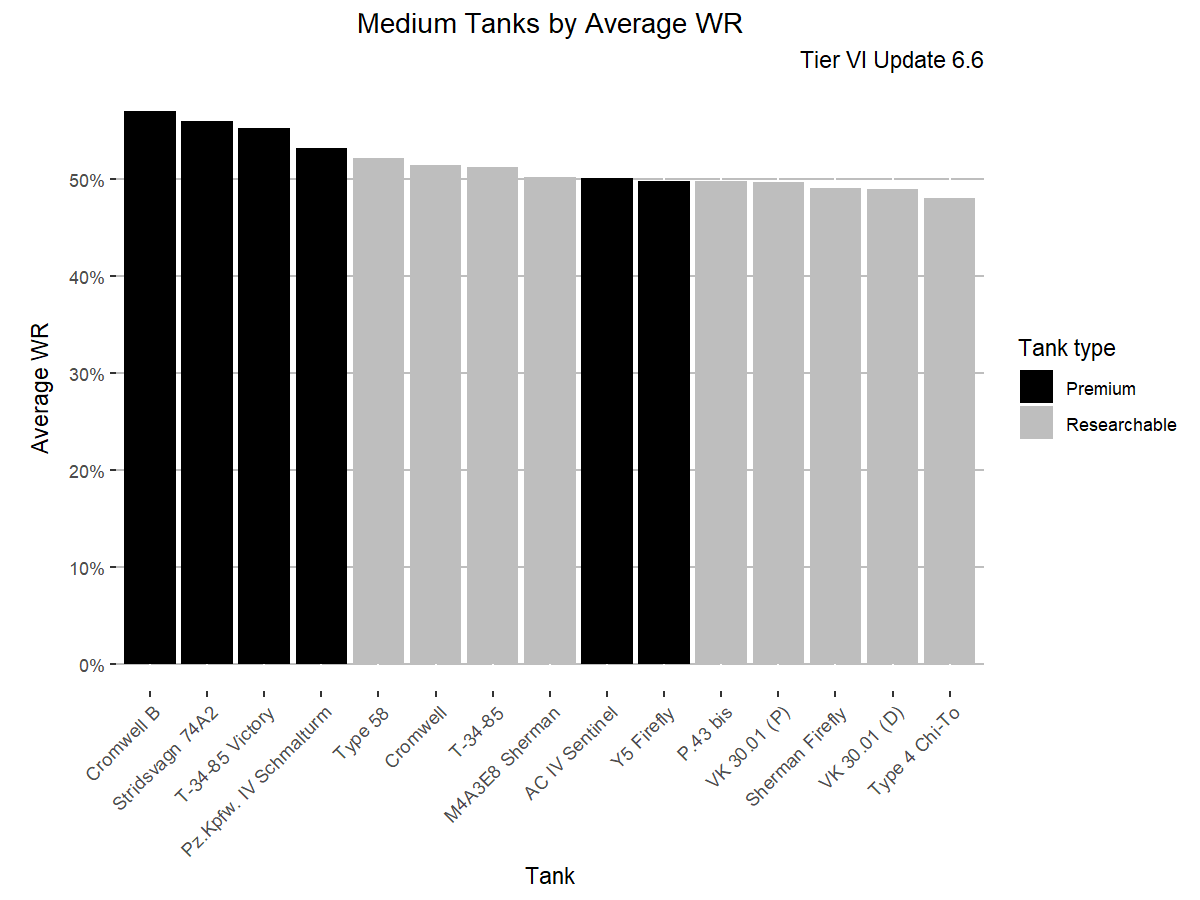 Medium Tanks by Average WR
Tier VI Update 6.6
Average WR
50%
40%
30%
20%
10%
0%
Cromwell B
Stridsvagn 74A2
T-34-85 Victory
Pz.Kpfw. IV Schmalturm
Type 58
Cromwell
T-34-85
M4A3E8 Sherman
AC IV Sentinel
Y5 Firefly
P.43 bis
VK 30.01 (P)
Sherman Firefly
VK 30.01 (D)
Type 4 Chi-To
Tank
Tank type
Premium
Researchable